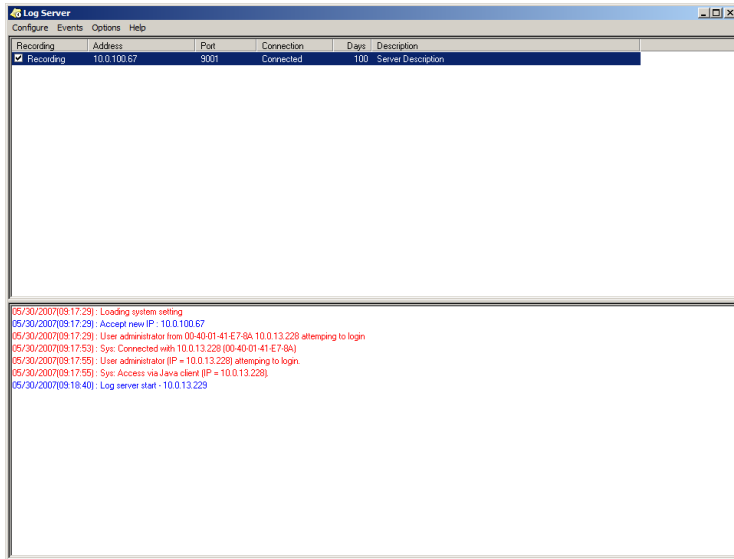 Log Server
Configure Events Options Help
Recording Address Port Connection Days Description
Recording 10.0.100.67 9001 Connected 100 Server Description
05/30/2007(09:17:29) : Loading system setting
05/30/2007(09:17:29) : Accept new IP : 10.0.100.67
05/30/2007(09:17:29) : User administrator from 00-40-01-41-E7-8A 10.0.13.228 attemping to login
05/30/2007(09:17:53) : Sys: Connected with 10.0.13.228 (00-40-01-41-E7-8A)
05/30/2007(09:17:55) : User administrator (IP = 10.0.13.228) attemping to login.
05/30/2007(09:17:55) : Sys: Access via Java client (IP = 10.0.13.228).
05/30/2007(09:18:40) : Log server start - 10.0.13.229